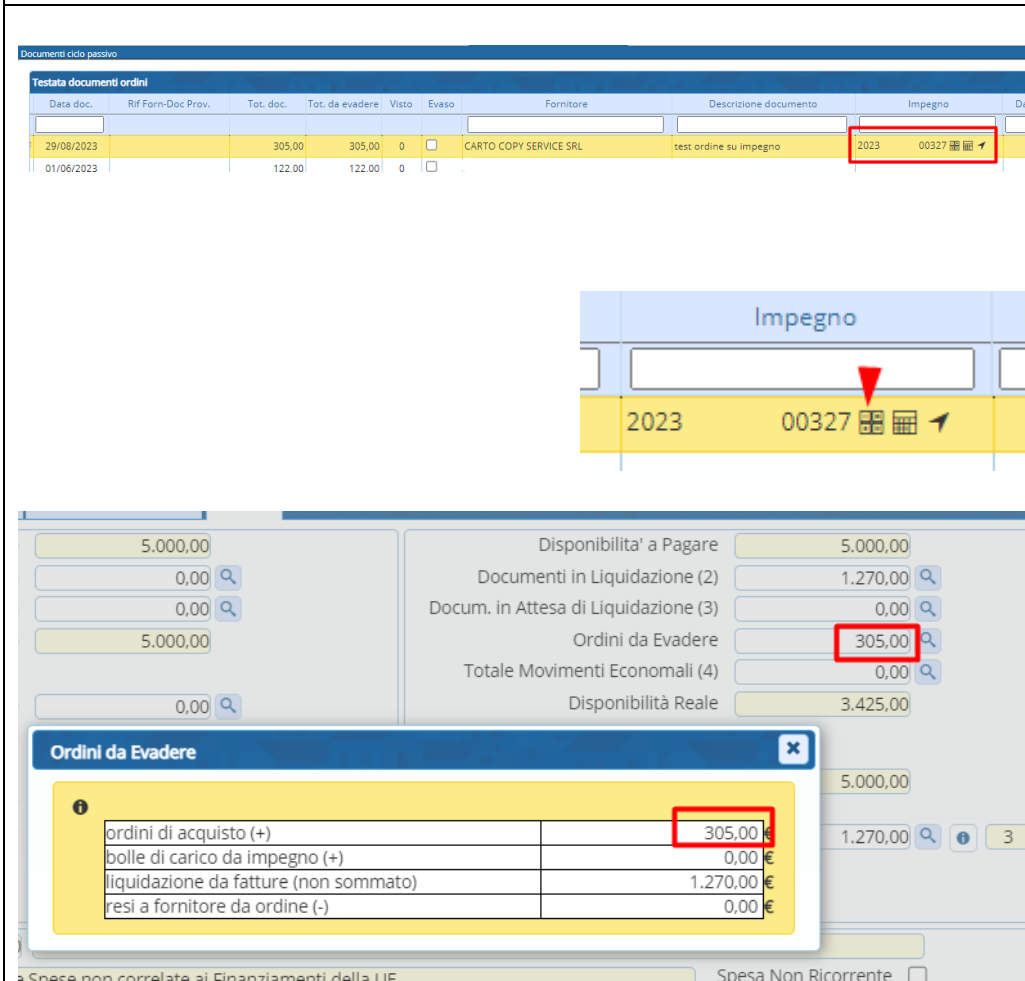 Documenti ciclo passivo
Testata documenti ordini
Data doc. Rif Forn-Doc Prov. Tot. doc. Tot. da evadere Visto Evaso Fornitore Descrizione documento Impegno Da
29/08/2023 305,00 305,00 0 CARTO COPY SERVICE SRL test ordine su impegno 2023 00327
01/06/2023 122.00 122.00 0
Impegno
2023 00327
5.000,00 Disponibilita' a Pagare 5.000,00
0,00 Documenti in Liquidazione (2) 1.270,00
0,00 Docum. in Attesa di Liquidazione (3) 0,00
5.000,00 Ordini da Evadere 305,00
Totale Movimenti Economali (4) 0,00
0,00 Disponibilità Reale 3.425,00
Ordini da Evadere
5.000,00
ordini di acquisto (+) 305,00 €
1.270,00 3
bolle di carico da impegno (+) 0,00 €
liquidazione da fatture (non sommato) 1.270,00 €
resi a fornitore da ordine (-) 0,00 €
e Spese non correlate ai Finanziamenti della UE Spesa Non Ricorrente